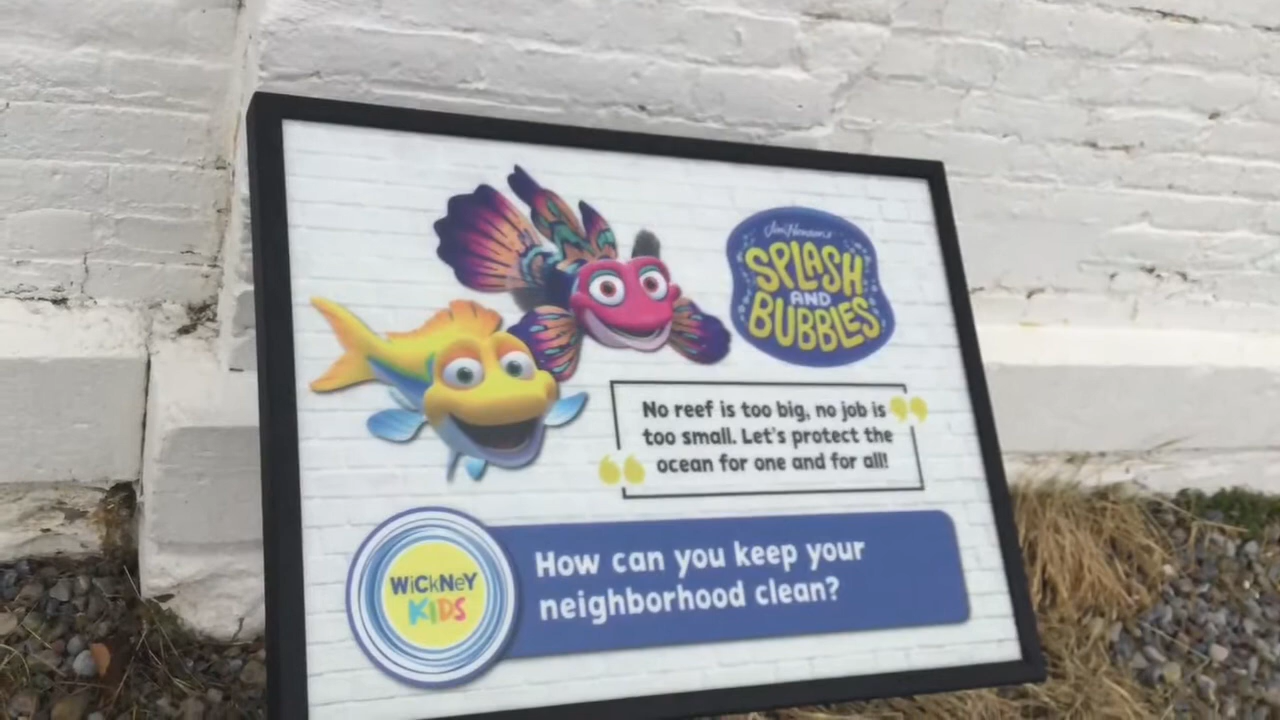 Jim Henson's
SPLASH
AND
BUBBLES
No reef is too big, no job is
too small. Let's protect the
ocean for one and for all!
WiCkNeY
KIDS
How can you keep your
neighborhood clean?